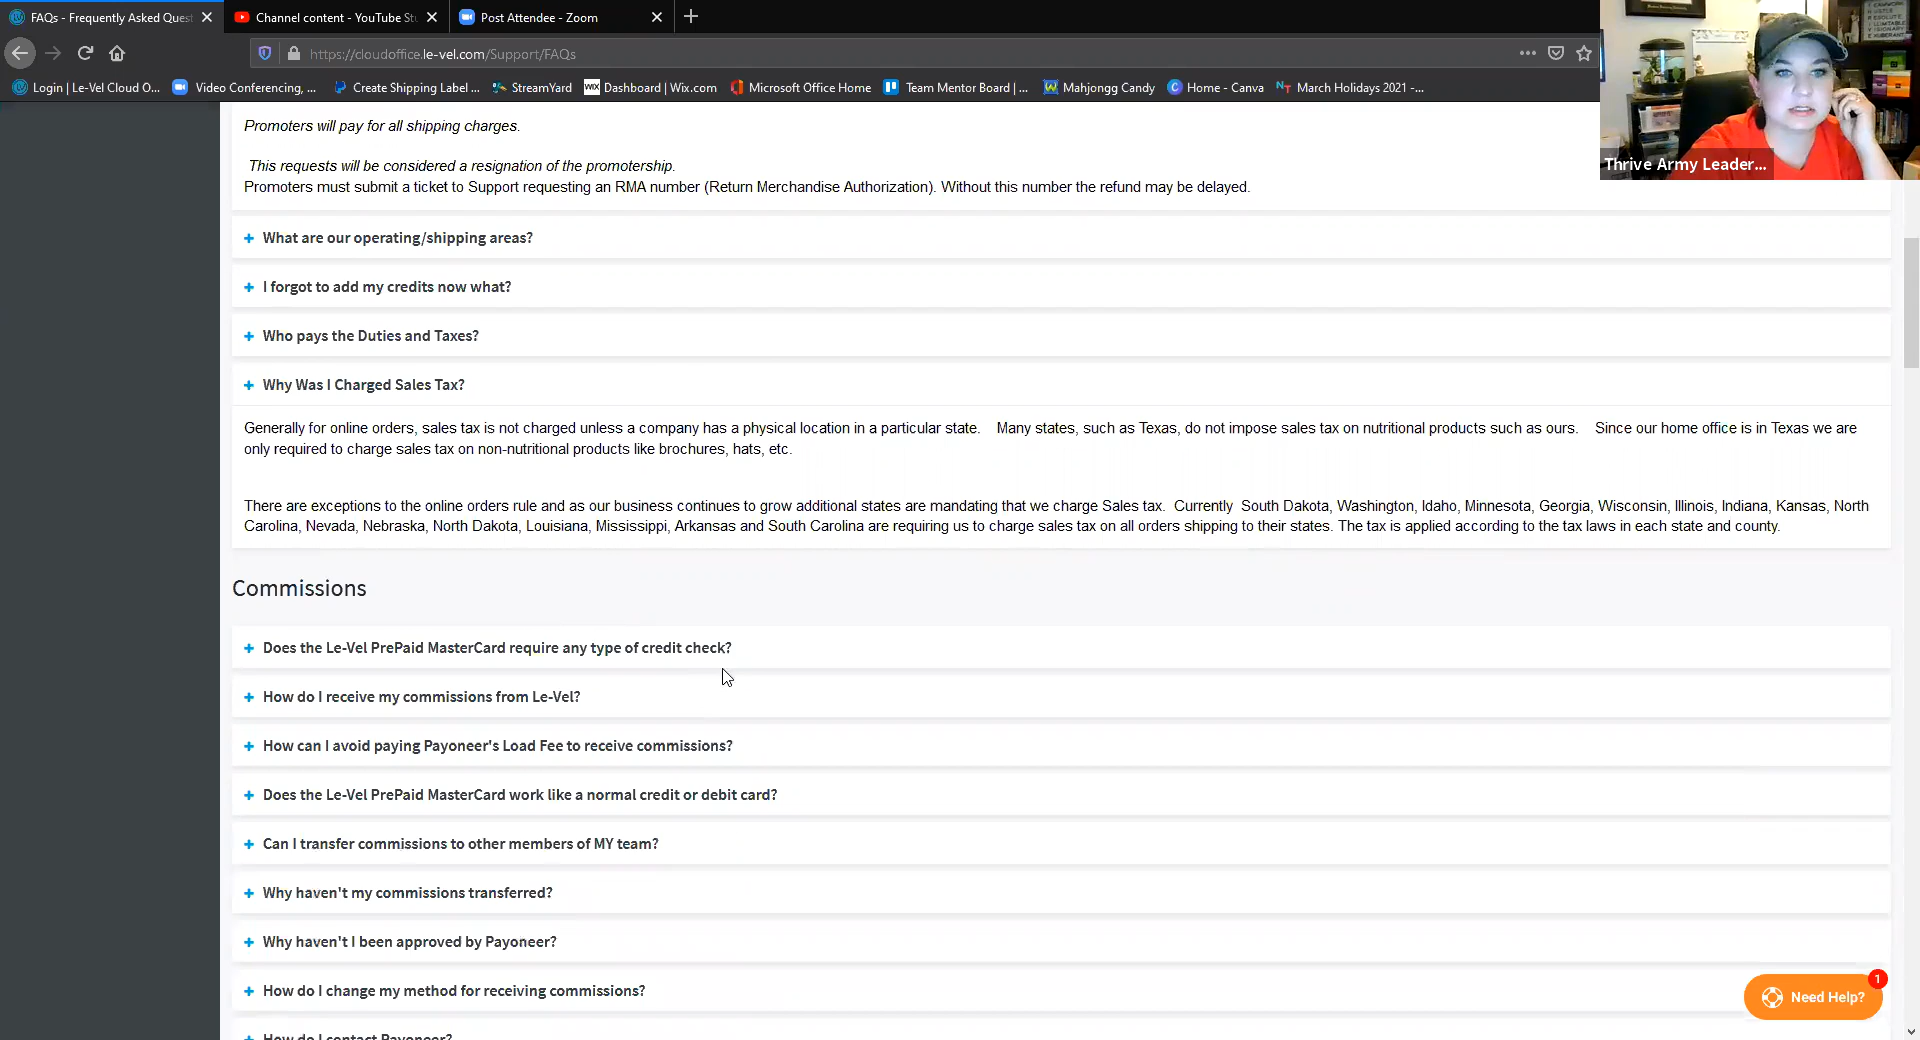 FAQs - Frequently Asked Quest
Channel content - YouTube Stu
Post Attendee - Zoom
https://cloudoffice.le-vel.com/Support/FAQs
Login | Le-Vel Cloud O...
Video Conferencing, ...
Create Shipping Label ...
StreamYard
WIX Dashboard | Wix.com
Microsoft Office Home
Team Mentor Board | ...
Mahjongg Candy
Home - Canva
March Holidays 2021 -...
Thrive Army Leader...
Promoters will pay for all shipping charges.
This requests will be considered a resignation of the promotership.
Promoters must submit a ticket to Support requesting an RMA number (Return Merchandise Authorization). Without this number the refund may be delayed.
+ What are our operating/shipping areas?
+ I forgot to add my credits now what?
+ Who pays the Duties and Taxes?
+ Why Was I Charged Sales Tax?
Generally for online orders, sales tax is not charged unless a company has a physical location in a particular state. Many states, such as Texas, do not impose sales tax on nutritional products such as ours. Since our home office is in Texas we are
only required to charge sales tax on non-nutritional products like brochures, hats, etc.
There are exceptions to the online orders rule and as our business continues to grow additional states are mandating that we charge Sales tax. Currently South Dakota, Washington, Idaho, Minnesota, Georgia, Wisconsin, Illinois, Indiana, Kansas, North
Carolina, Nevada, Nebraska, North Dakota, Louisiana, Mississippi, Arkansas and South Carolina are requiring us to charge sales tax on all orders shipping to their states. The tax is applied according to the tax laws in each state and county.
Commissions
+ Does the Le-Vel PrePaid MasterCard require any type of credit check?
+ How do I receive my commissions from Le-Vel?
+ How can I avoid paying Payoneer's Load Fee to receive commissions?
+ Does the Le-Vel PrePaid MasterCard work like a normal credit or debit card?
+ Can I transfer commissions to other members of MY team?
+ Why haven't my commissions transferred?
+ Why haven't I been approved by Payoneer?
+ How do I change my method for receiving commissions?
+ How do I contact Payoneer?
Need Help?
1